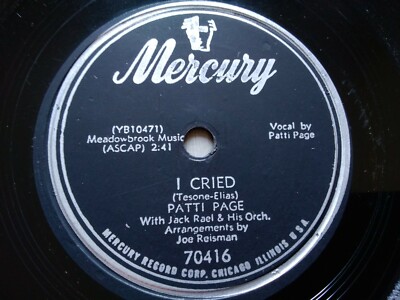 Mercury
(YB10471)
Meadowbrook Music
(ASCAP) 2:41
Vocal by
Patti Page
I CRIED
(Tesone-Elias)
PATTI PAGE
With Jack Rael & His Orch.
Arrangements by
Joe Reisman
70416
MERCURY RECORD CORP. CHICAGO ILLINOIS U.S.A.